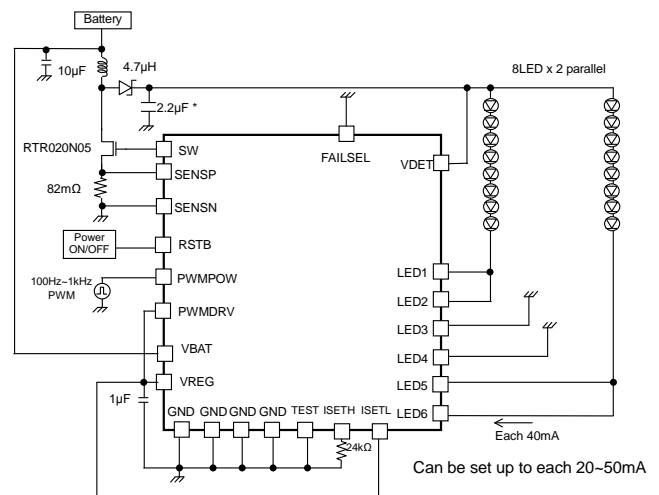 Battery
4.7μH
10μF
8LED x 2 parallel
2.2μF *
RTR020N05
SW
FAILSEL
VDET
SENSP
82mΩ
SENSN
Power
ON/OFF
RSTB
100Hz~1kHz
PWM
PWMPOW
LED1
LED2
PWMDRV
LED3
VBAT
LED4
VREG
LED5
1μF
GND
GND
GND
GND
TEST
ISETH
ISETL
LED6
Each 40mA
24kΩ
Can be set up to each 20~50mA